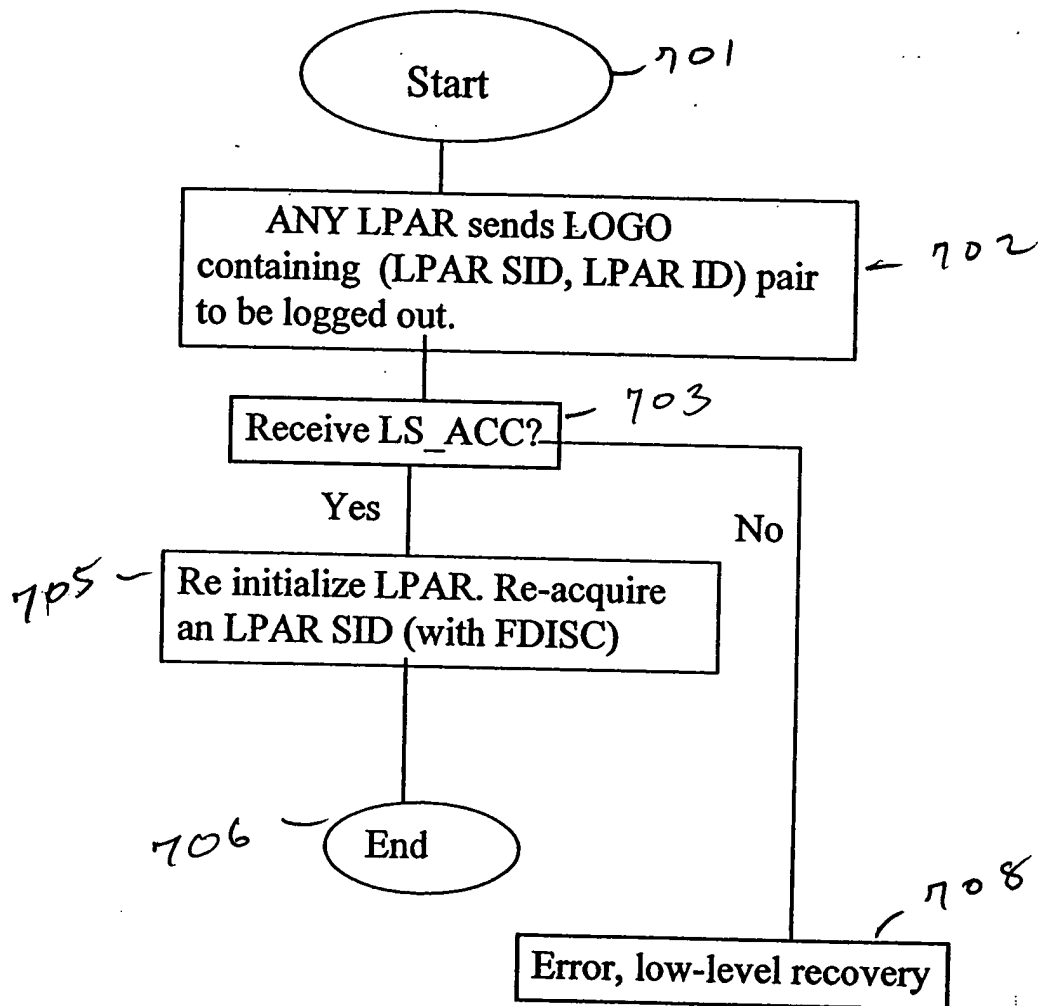 Start
701
ANY LPAR sends LOGO
containing (LPAR SID, LPAR ID) pair
to be logged out.
702
Receive LS_ACC?
703
Yes
No
705
Re initialize LPAR. Re-acquire
an LPAR SID (with FDISC)
706
End
708
Error, low-level recovery